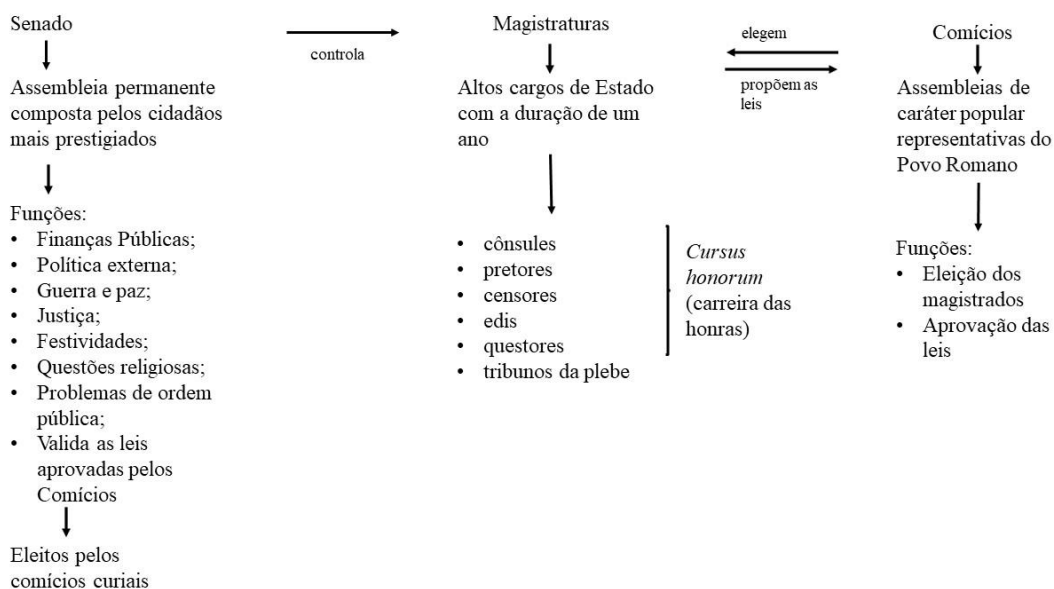 Senado
Assembleia permanente
composta pelos cidadãos
mais prestigiados
Funções:
• Finanças Públicas;
• Política externa;
• Guerra e paz;
• Justiça;
• Festividades;
• Questões religiosas;
• Problemas de ordem
pública;
• Valida as leis
aprovadas pelos
Comícios
Eleitos pelos
comícios curiais
controla
Magistraturas
Altos cargos de Estado
com a duração de um
ano
• cônsules
• pretores
• censores
• edis
• questores
• tribunos da plebe
Cursus
honorum
(carreira das
honras)
elegem
propõem as
leis
Comícios
Assembleias de
caráter popular
representativas do
Povo Romano
Funções:
• Eleição dos
magistrados
• Aprovação das
leis